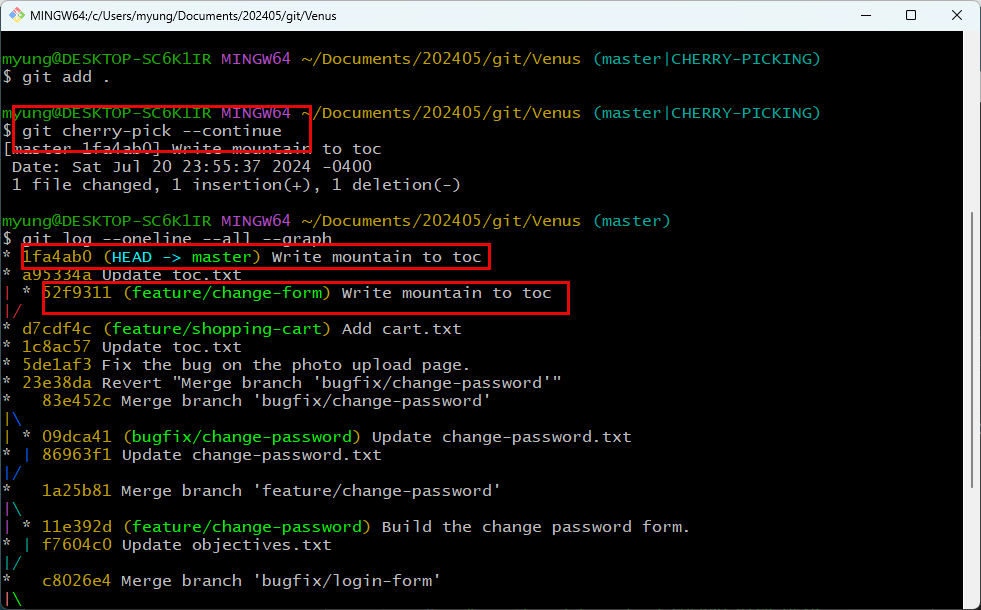 MINGW64:/c/Users/myung/Documents/202405/git/Venus
myung@DESKTOP-SC6K1IR MINGW64 ~/Documents/202405/git/Venus (master|CHERRY-PICKING)
$ git add .
myung@DESKTOP-SC6K1IR MINGW64 ~/Documents/202405/git/Venus (master|CHERRY-PICKING)
$ git cherry-pick --continue
[master 1fa4ab0] Write mountain to toc
 Date: Sat Jul 20 23:55:37 2024 -0400
 1 file changed, 1 insertion(+), 1 deletion(-)
myung@DESKTOP-SC6K1IR MINGW64 ~/Documents/202405/git/Venus (master)
$ git log --oneline --all --graph
* 1fa4ab0 (HEAD -> master) Write mountain to toc
* a95334a Update toc.txt
| * 52f9311 (feature/change-form) Write mountain to toc
|/
* d7cdf4c (feature/shopping-cart) Add cart.txt
* 1c8ac57 Update toc.txt
* 5de1af3 Fix the bug on the photo upload page.
* 23e38da Revert "Merge branch 'bugfix/change-password'"
*   83e452c Merge branch 'bugfix/change-password'
|\
| * 09dca41 (bugfix/change-password) Update change-password.txt
* | 86963f1 Update change-password.txt
|/
*   1a25b81 Merge branch 'feature/change-password'
|\
| * 11e392d (feature/change-password) Build the change password form.
* | f7604c0 Update objectives.txt
|/
*   c8026e4 Merge branch 'bugfix/login-form'
|\